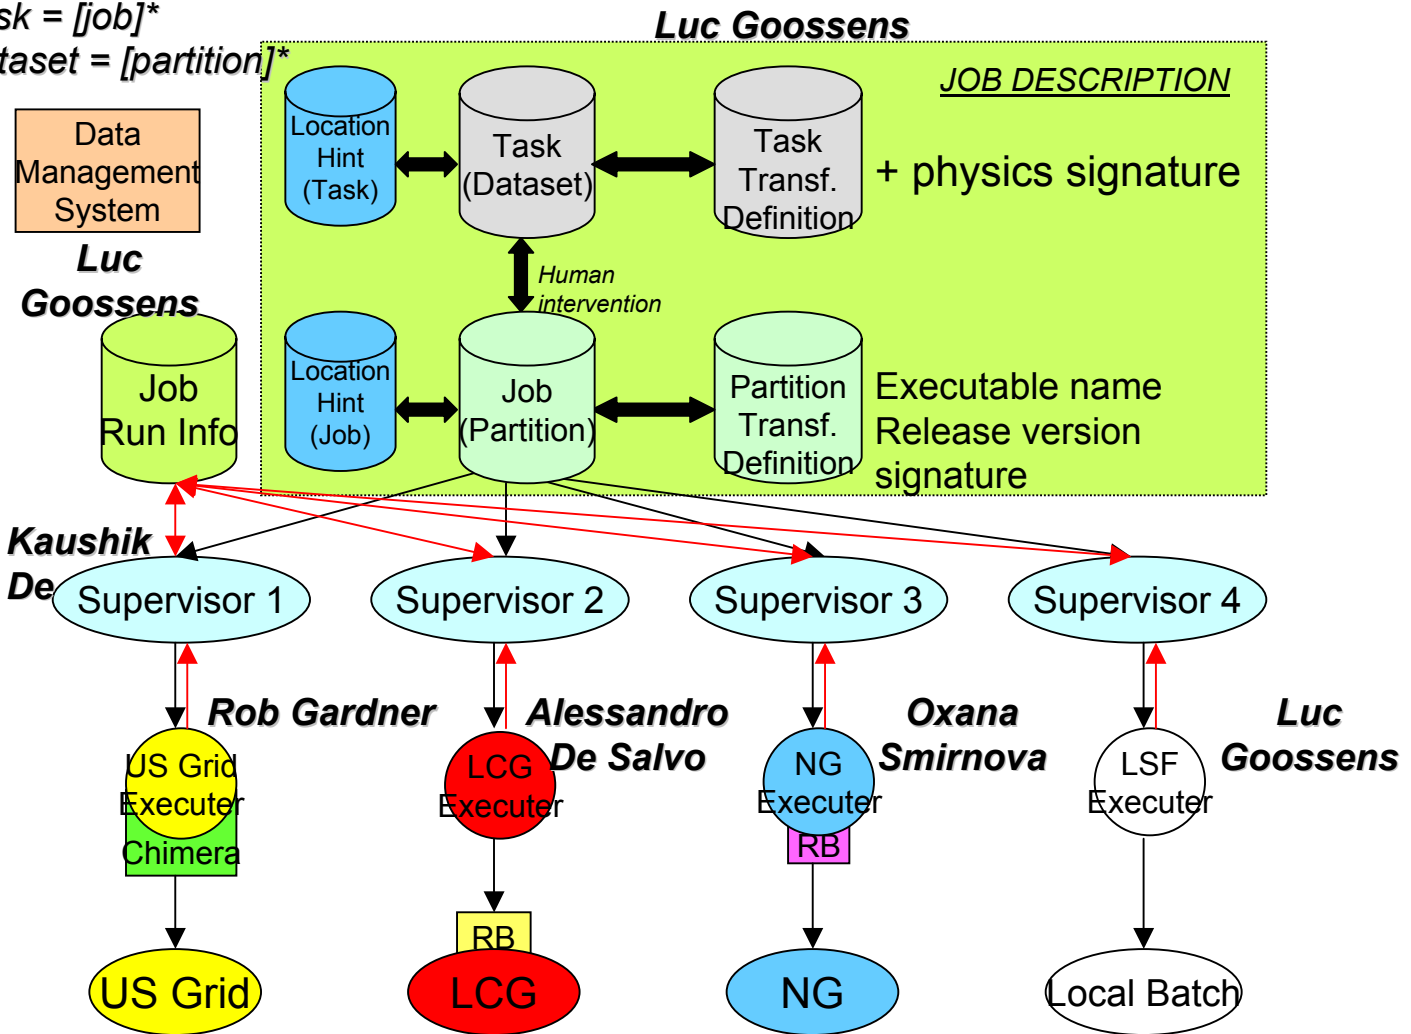 sk = [job]*
taset = [partition]*
Luc Goossens
JOB DESCRIPTION
Data
Management
System
Location
Hint
(Task)
Task
(Dataset)
Task
Transf.
Definition
+ physics signature
Luc
Goossens
Human
intervention
Job
Run Info
Location
Hint
(Job)
Job
(Partition)
Partition
Transf.
Definition
Executable name
Release version
signature
Kaushik
De
Supervisor 1
Supervisor 2
Supervisor 3
Supervisor 4
Rob Gardner
Alessandro
De Salvo
Oxana
Smirnova
Luc
Goossens
US Grid
Executer
Chimera
LCG
Executer
NG
Executer
RB
LSF
Executer
RB
US Grid
LCG
NG
Local Batch